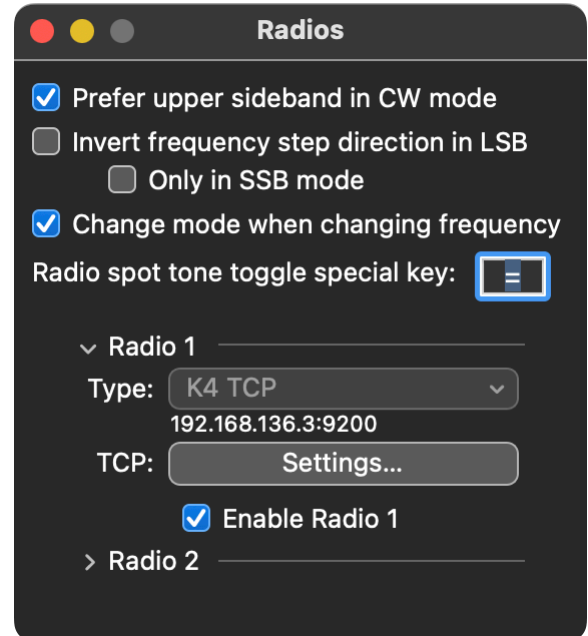 Radios
Prefer upper sideband in CW mode
Invert frequency step direction in LSB
Only in SSB mode
Change mode when changing frequency
Radio spot tone toggle special key: =
Radio 1
Type: K4 TCP
192.168.136.3:9200
TCP: Settings...
Enable Radio 1
Radio 2